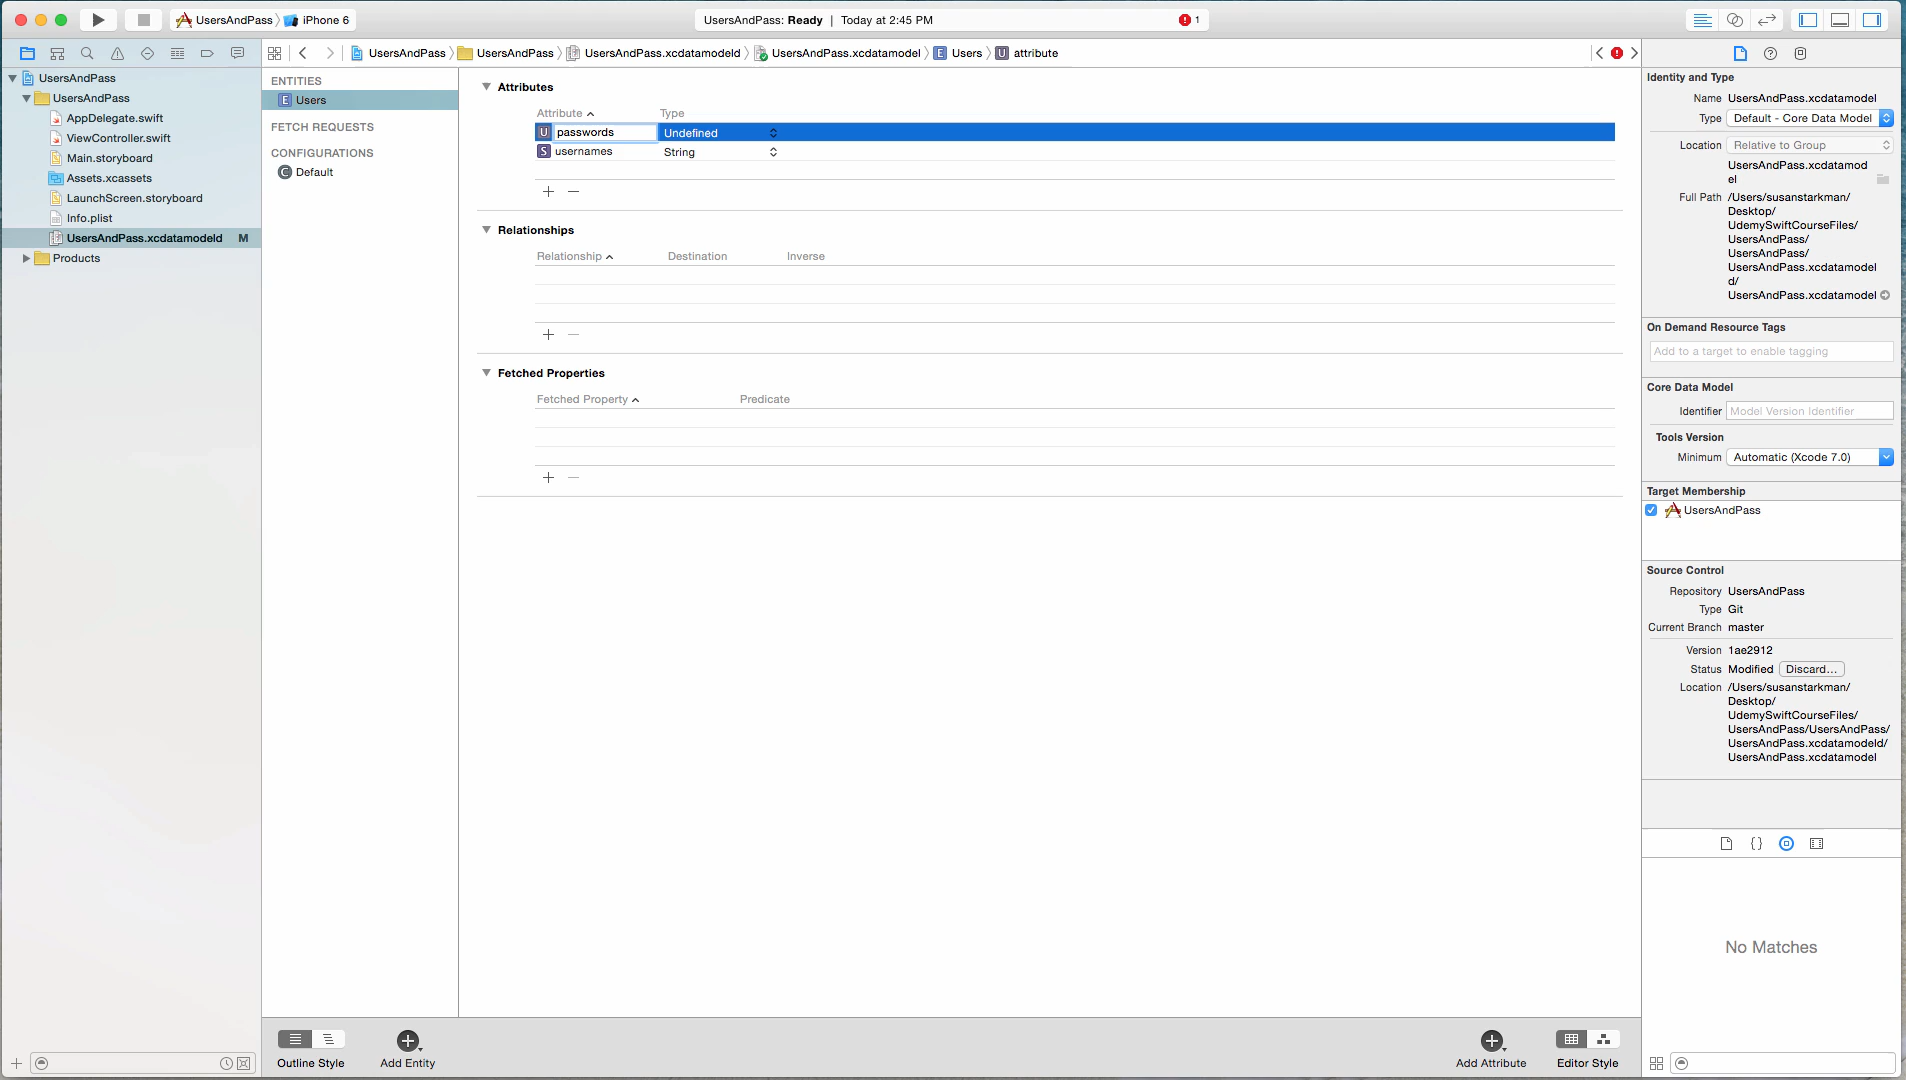 UsersAndPass iPhone 6
UsersAndPass: Ready | Today at 2:45 PM 1
UsersAndPass UsersAndPass UsersAndPass.xcdatamodeld UsersAndPass.xcdatamodel E Users U attribute
UsersAndPass
UsersAndPass
AppDelegate.swift
ViewController.swift
Main.storyboard
Assets.xcassets
LaunchScreen.storyboard
Info.plist
UsersAndPass.xcdatamodeld M
Products
ENTITIES
E Users
FETCH REQUESTS
CONFIGURATIONS
C Default
Attributes
Attribute Type
U passwords Undefined
S usernames String
Relationships
Relationship Destination Inverse
Fetched Properties
Fetched Property Predicate
Identity and Type
Name UsersAndPass.xcdatamodel
Type Default - Core Data Model
Location Relative to Group
UsersAndPass.xcdatamod
el
Full Path /Users/susanstarkman/
Desktop/
UdemySwiftCourseFiles/
UsersAndPass/
UsersAndPass/
UsersAndPass.xcdatamodel
d/
UsersAndPass.xcdatamodel
On Demand Resource Tags
Add to a target to enable tagging
Core Data Model
Identifier Model Version Identifier
Tools Version
Minimum Automatic (Xcode 7.0)
Target Membership
UsersAndPass
Source Control
Repository UsersAndPass
Type Git
Current Branch master
Version 1ae2912
Status Modified Discard...
Location /Users/susanstarkman/
Desktop/
UdemySwiftCourseFiles/
UsersAndPass/UsersAndPass/
UsersAndPass.xcdatamodeld/
UsersAndPass.xcdatamodel
{ }
No Matches
Outline Style Add Entity Add Attribute Editor Style